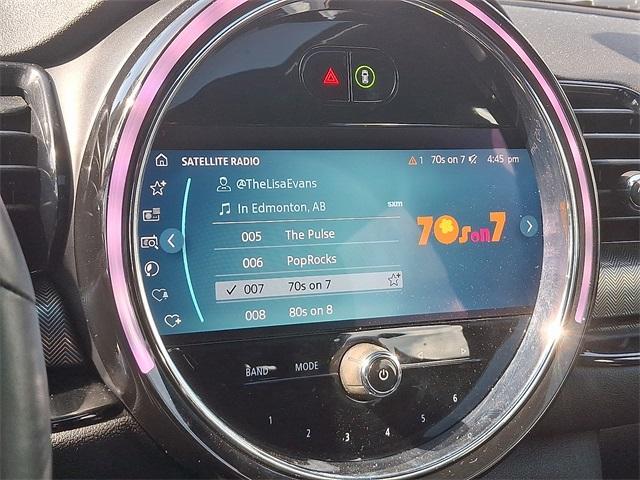 SATELLITE RADIO
1 70s on 7 4:45 pm
@TheLisaEvans
In Edmonton, AB
sxm
005 The Pulse
006 PopRocks
007 70s on 7
008 80s on 8
70s on 7
BAND MODE
1 2 3 4 5 6